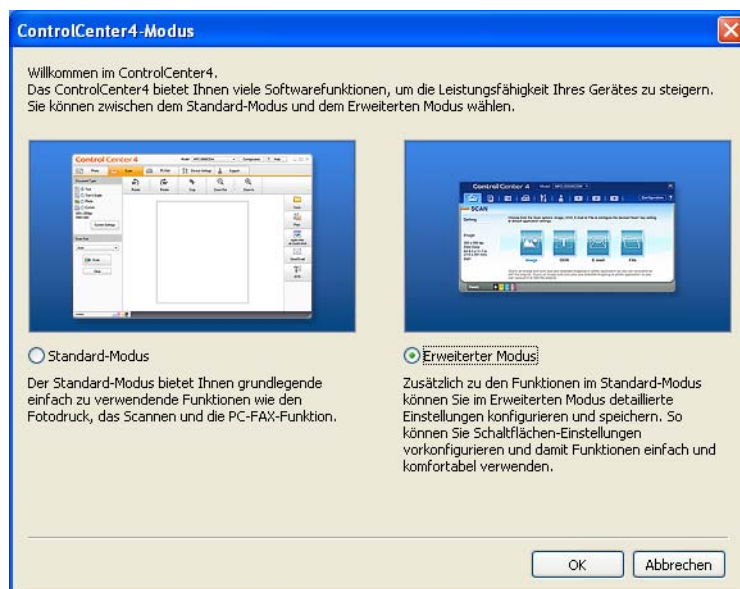 ControlCenter4-Modus
Willkommen im ControlCenter4.
Das ControlCenter4 bietet Ihnen viele Softwarefunktionen, um die Leistungsfähigkeit Ihres Gerätes zu steigern.
Sie können zwischen dem Standard-Modus und dem Erweiterten Modus wählen.
Control Center 4
Control Center 4
SCAN
Image
OCR
E-mail
File
Standard-Modus
Der Standard-Modus bietet Ihnen grundlegende
einfach zu verwendende Funktionen wie den
Fotodruck, das Scannen und die PC-FAX-Funktion.
Erweiterter Modus
Zusätzlich zu den Funktionen im Standard-Modus
können Sie im Erweiterten Modus detaillierte
Einstellungen konfigurieren und speichern. So
können Sie Schaltflächen-Einstellungen
vorkonfigurieren und damit Funktionen einfach und
komfortabel verwenden.
OK
Abbrechen